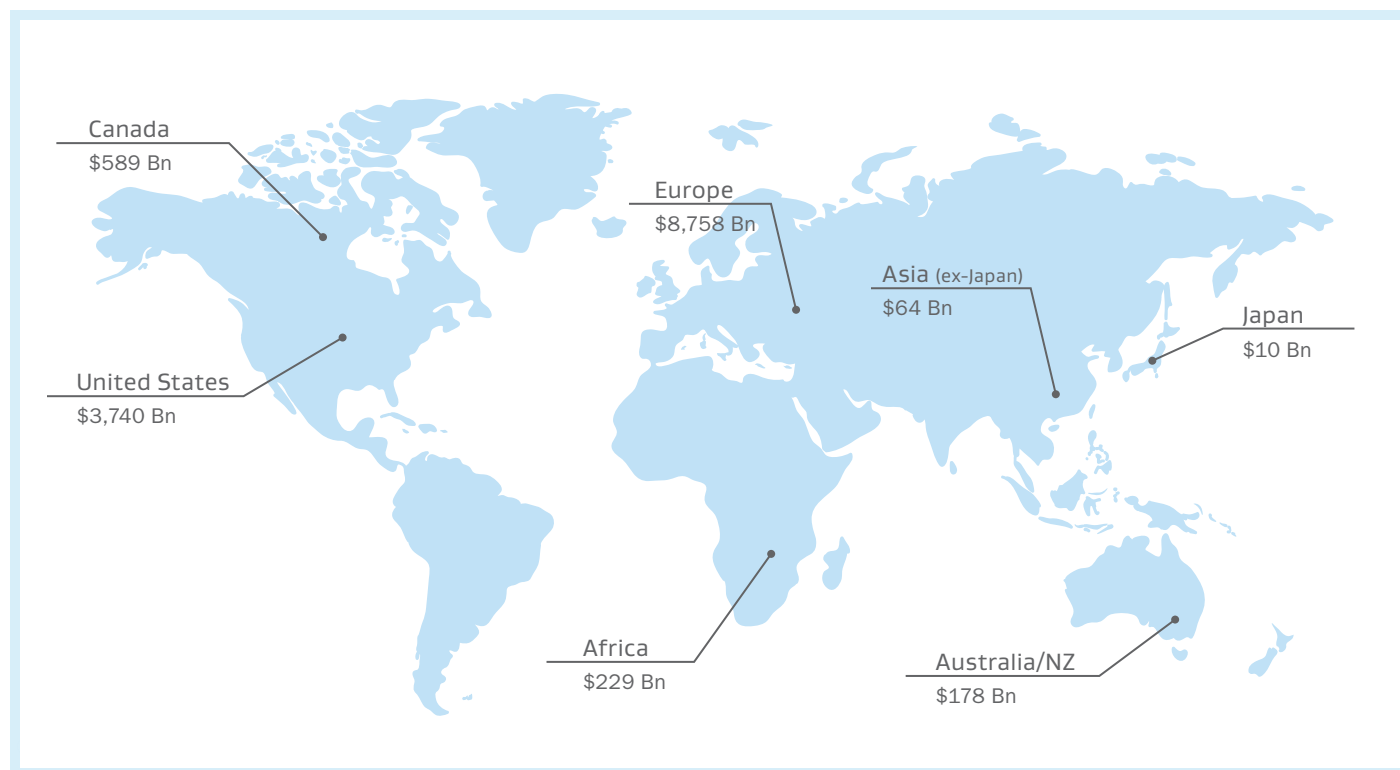 Canada
$589 Bn
Europe
$8,758 Bn
Asia (ex-Japan)
$64 Bn
Japan
$10 Bn
United States
$3,740 Bn
Africa
$229 Bn
Australia/NZ
$178 Bn